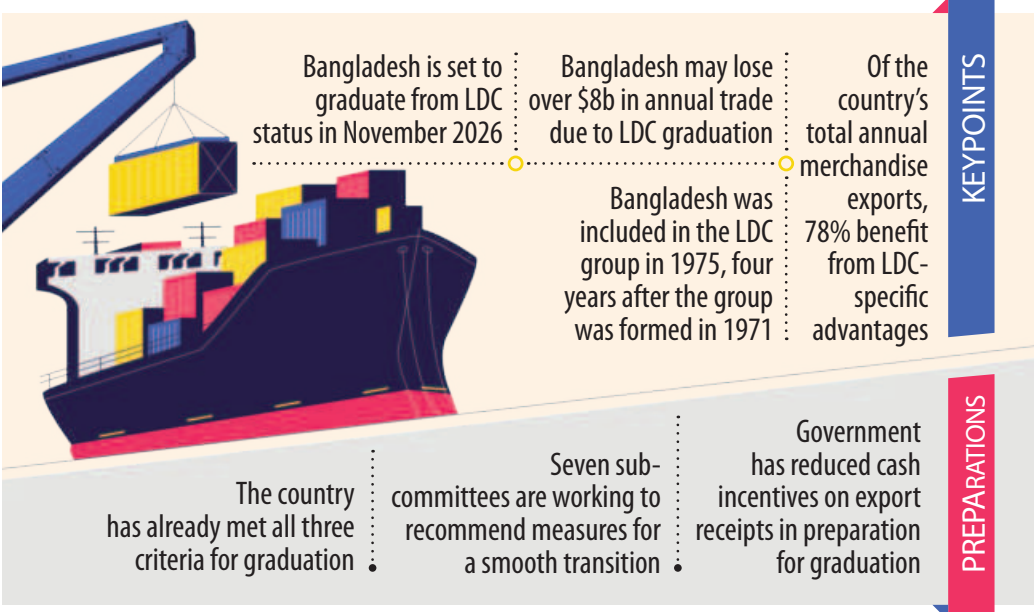 KEYPOINTS
Bangladesh is set to
graduate from LDC
status in November 2026
Bangladesh may lose
over $8b in annual trade
due to LDC graduation
Bangladesh was
included in the LDC
group in 1975, four
years after the group
was formed in 1971
Of the
country's
total annual
merchandise
exports,
78% benefit
from LDC-
specific
advantages
PREPARATIONS
The country
has already met all three
criteria for graduation
Seven sub-
committees are working to
recommend measures for
a smooth transition
Government
has reduced cash
incentives on export
receipts in preparation
for graduation